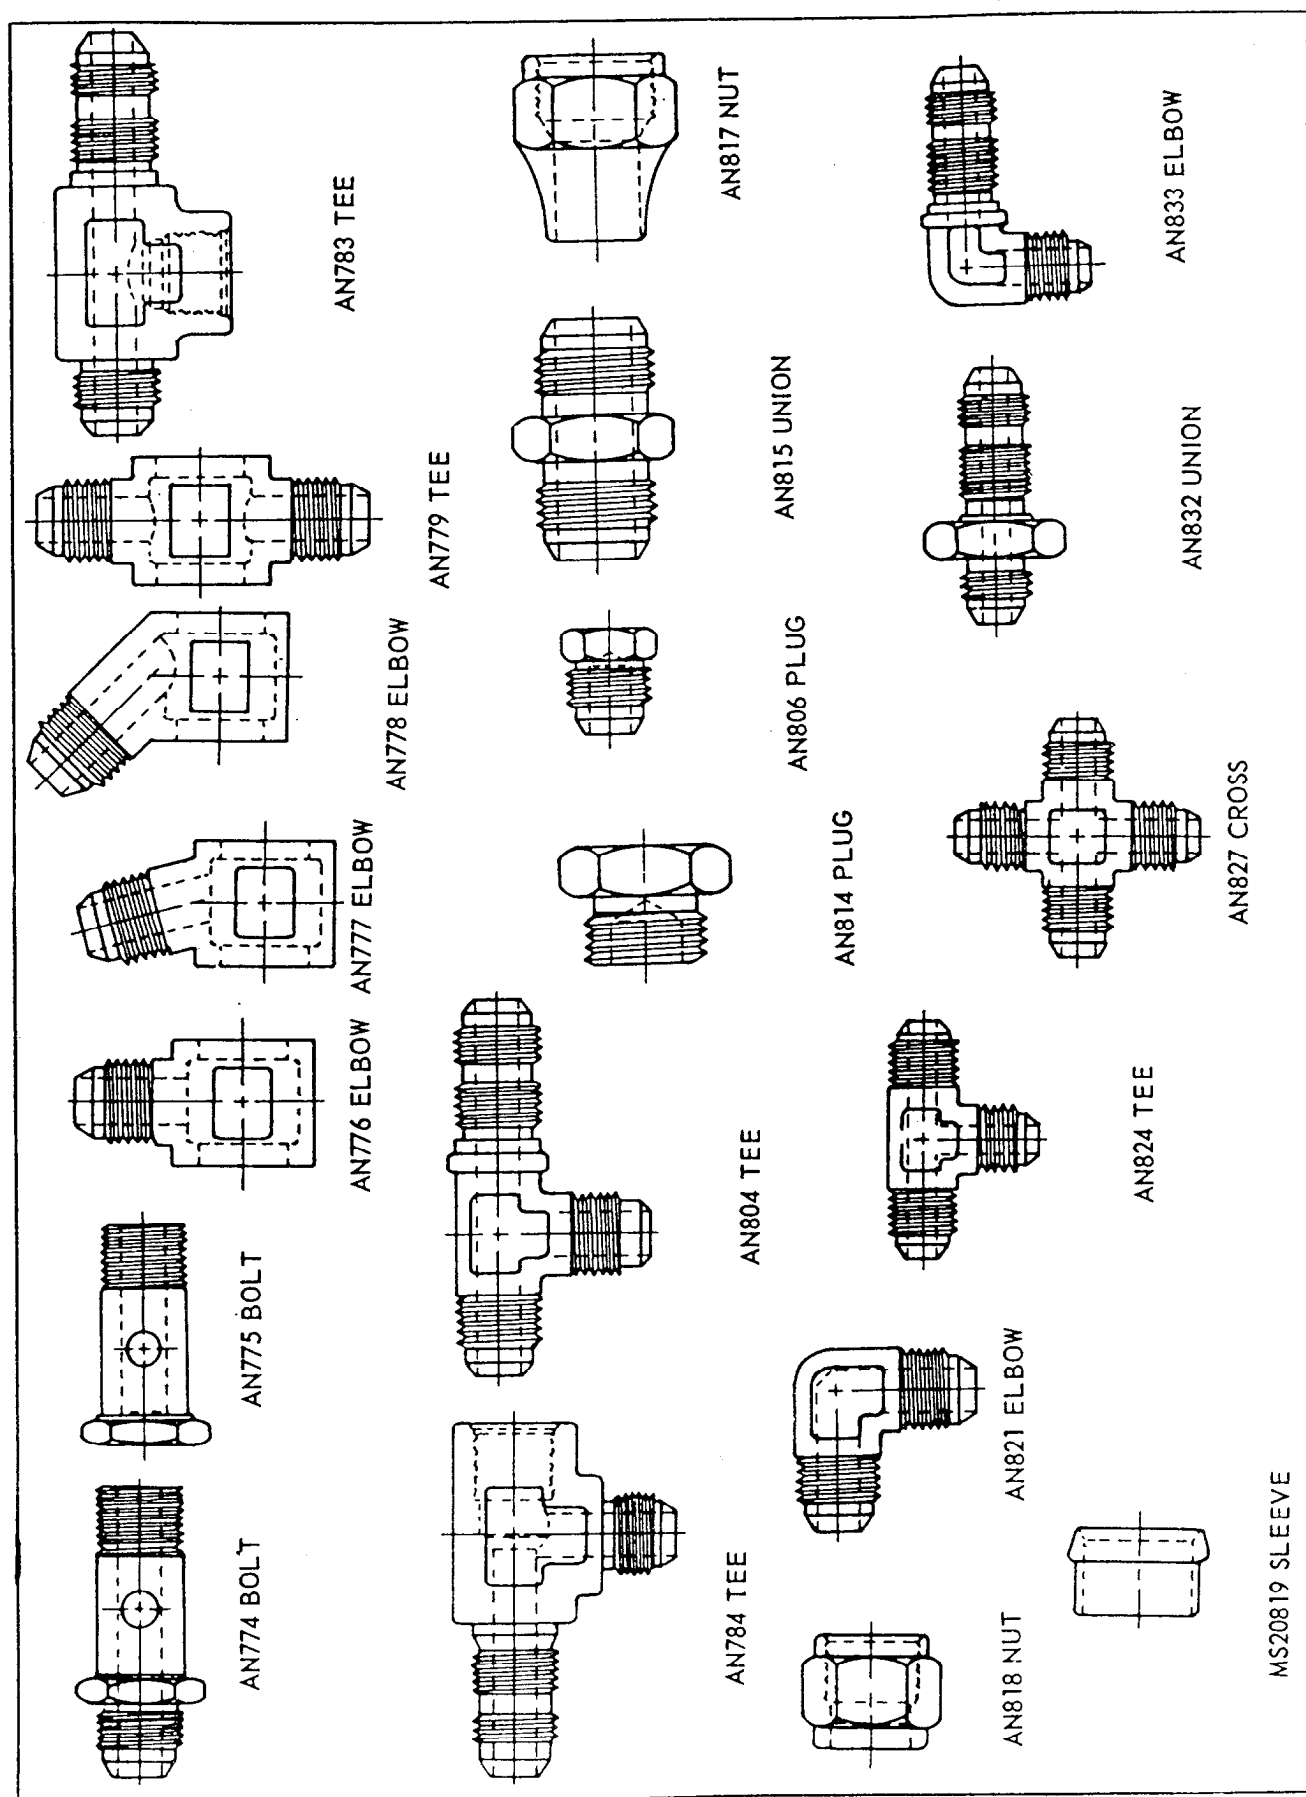 AN774 BOLT
AN775 BOLT
AN776 ELBOW
AN777 ELBOW
AN778 ELBOW
AN779 TEE
AN783 TEE
AN784 TEE
AN804 TEE
AN814 PLUG
AN806 PLUG
AN815 UNION
AN817 NUT
AN818 NUT
AN821 ELBOW
AN824 TEE
AN827 CROSS
AN832 UNION
AN833 ELBOW
MS20819 SLEEVE